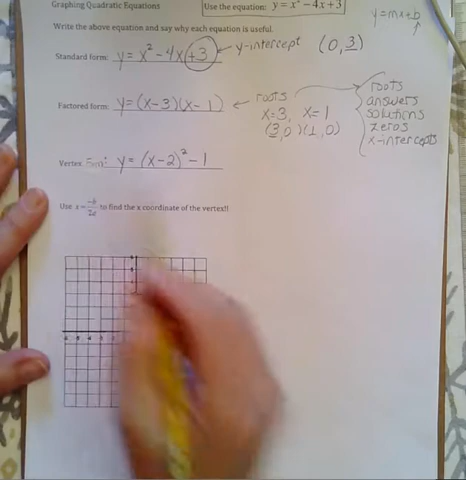 Graphing Quadratic Equations
Use the equation: y = x² − 4x + 3
y=mx+b
Write the above equation and say why each equation is useful.
Standard form: y = x² − 4x + 3 ← y-intercept (0, 3)
Factored form: y = (x−3)(x−1) ← roots
x=3, x=1
(3,0) (1,0)
roots
answers
solutions
zeros
x-intercepts
Vertex Form: y = (x−2)² − 1
Use x = −b/2a to find the x coordinate of the vertex!!